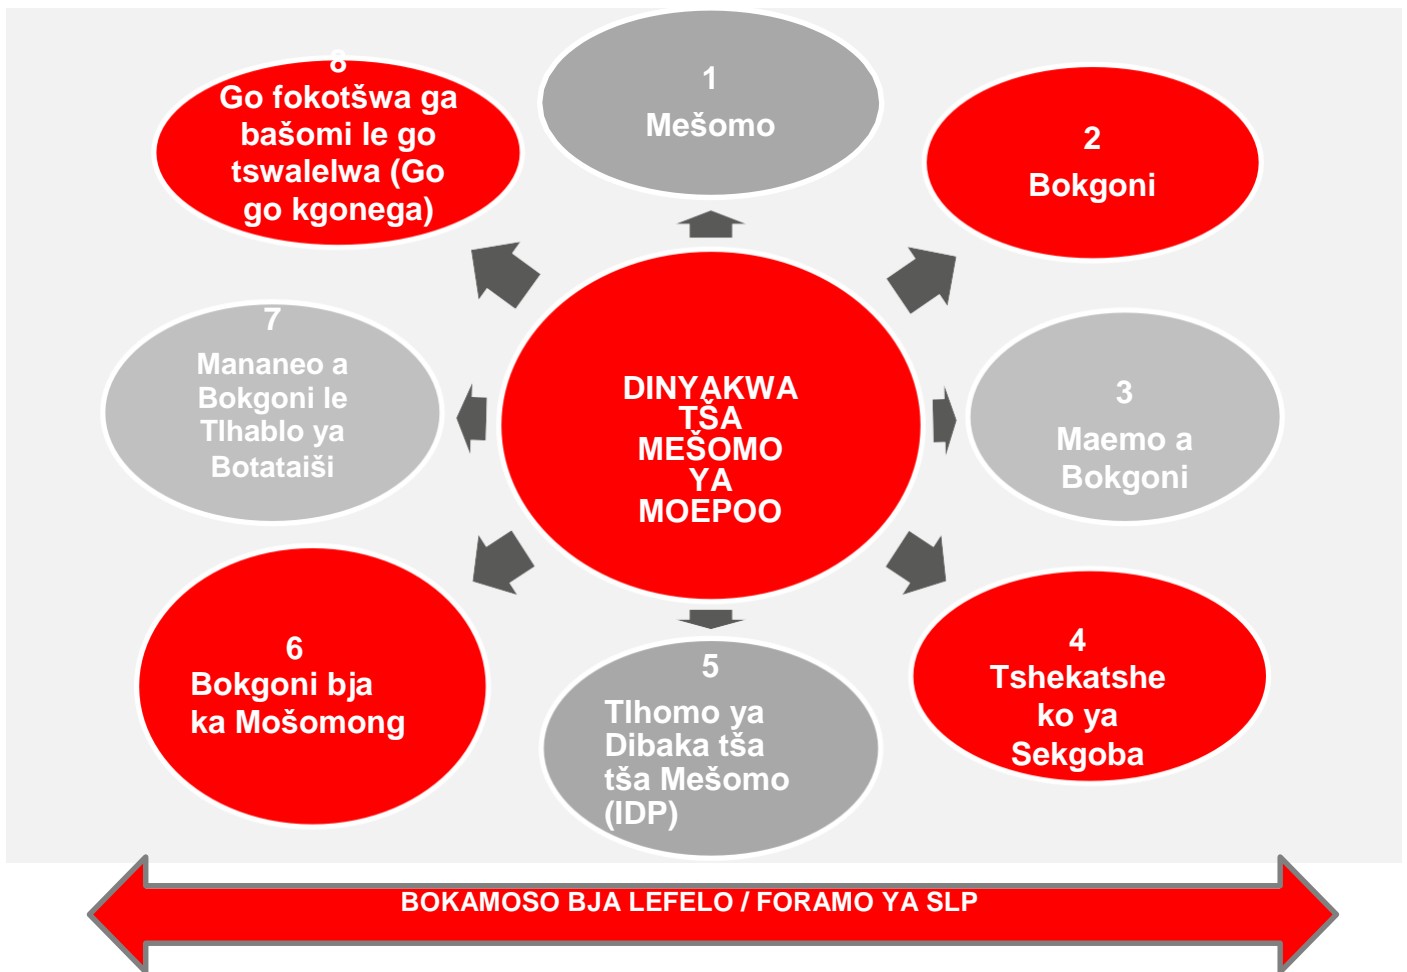 8
Go fokotšwa ga
bašomi le go
tswalelwa (Go
go kgonega)
1
Mešomo
2
Bokgoni
7
Mananeo a
Bokgoni le
Tlhablo ya
Botataiši
DINYAKWA
TŠA
MEŠOMO
YA
MOEPOO
3
Maemo a
Bokgoni
6
Bokgoni bja
ka Mošomong
5
Tlhomo ya
Dibaka tša
tša Mešomo
(IDP)
4
Tshekatshe
ko ya
Sekgoba
BOKAMOSO BJA LEFELO / FORAMO YA SLP